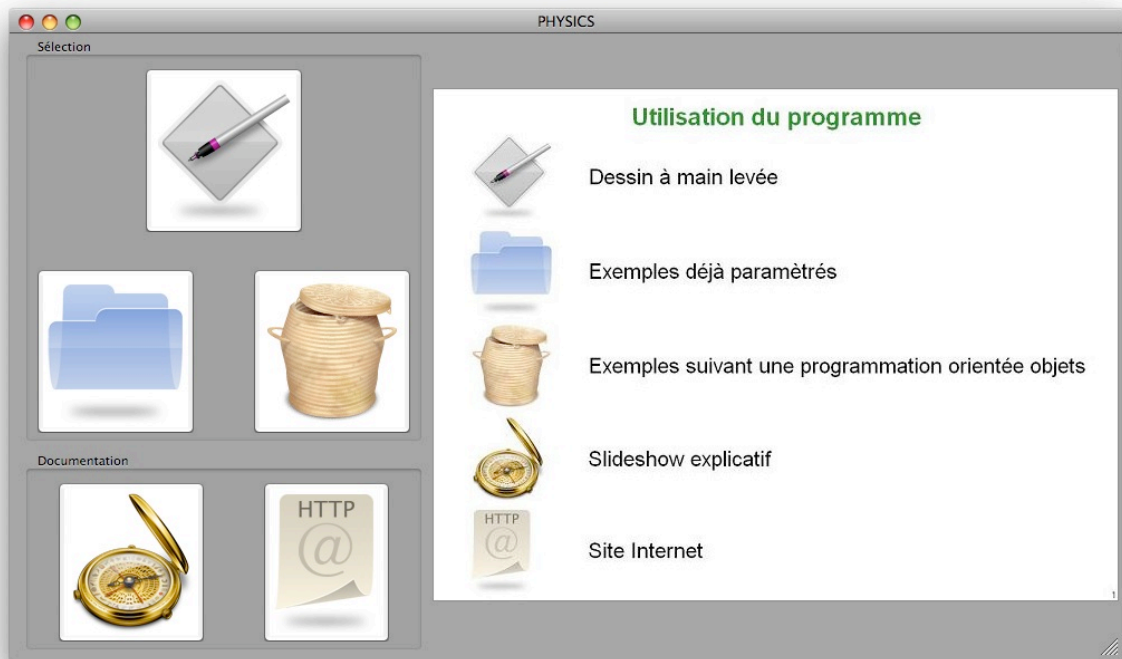 PHYSICS
Sélection
Documentation
HTTP
@
Utilisation du programme
Dessin à main levée
Exemples déjà paramètrés
Exemples suivant une programmation orientée objets
Slideshow explicatif
HTTP
@
Site Internet
1